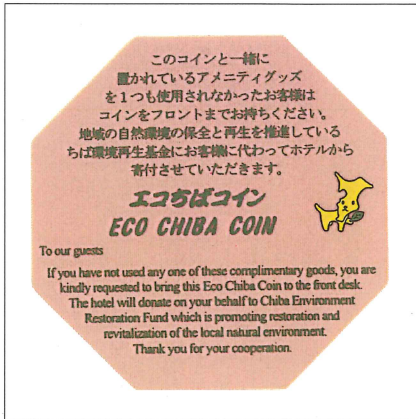 このコインと一緒に
置かれているアメニティグッズ
を1つも使用されなかったお客様は
コインをフロントまでお持ちください。
地域の自然環境の保全と再生を推進している
ちば環境再生基金にお客様に代わってホテルから
寄付させていただきます。
エコちばコイン
ECO CHIBA COIN
To our guests
If you have not used any one of these complimentary goods, you are
kindly requested to bring this Eco Chiba Coin to the front desk.
The hotel will donate on your behalf to Chiba Environment
Restoration Fund which is promoting restoration and
revitalization of the local natural environment.
Thank you for your cooperation.